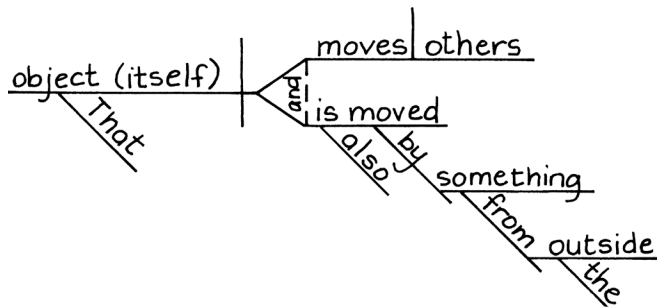 moves others
object (itself)
and
That
is moved
also
by
something
from
outside
the